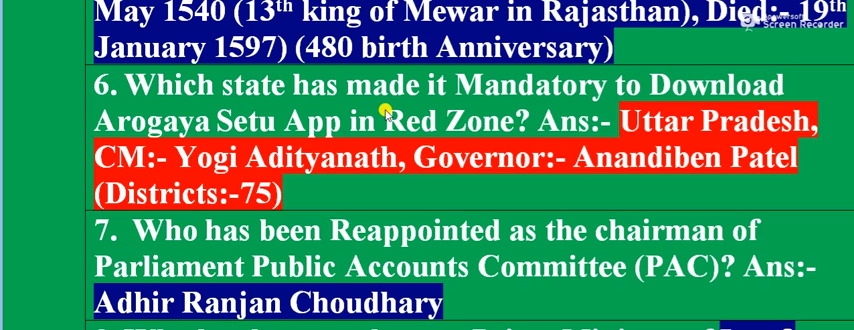 May 1540 (13th king of Mewar in Rajasthan), Died:- 19th
January 1597) (480 birth Anniversary)
Screen Recorder
6. Which state has made it Mandatory to Download
Arogaya Setu App in Red Zone? Ans:- Uttar Pradesh,
CM:- Yogi Adityanath, Governor:- Anandiben Patel
(Districts:-75)
7. Who has been Reappointed as the chairman of
Parliament Public Accounts Committee (PAC)? Ans:-
Adhir Ranjan Choudhary